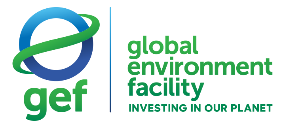 gef
global
environment
facility
INVESTING IN OUR PLANET